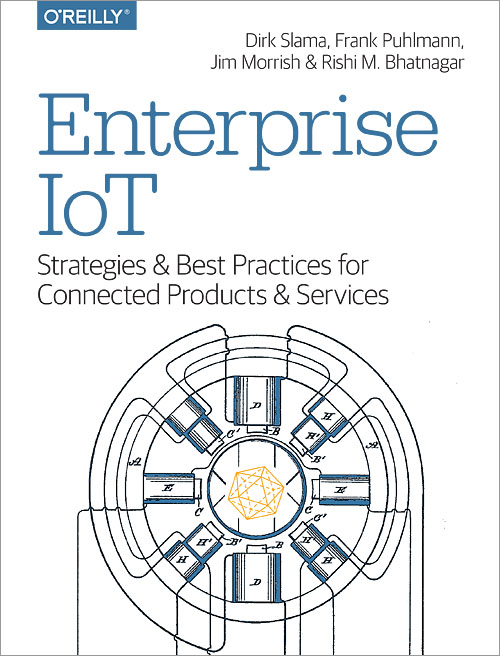 O'REILLY®
Dirk Slama, Frank Puhlmann,
Jim Morrish & Rishi M. Bhatnagar
Enterprise
IoT
Strategies & Best Practices for
Connected Products & Services
D
B
H
H'
B'
C'
A
A
E
E
C
C
C'
B'
H'
H
B
D
H
H